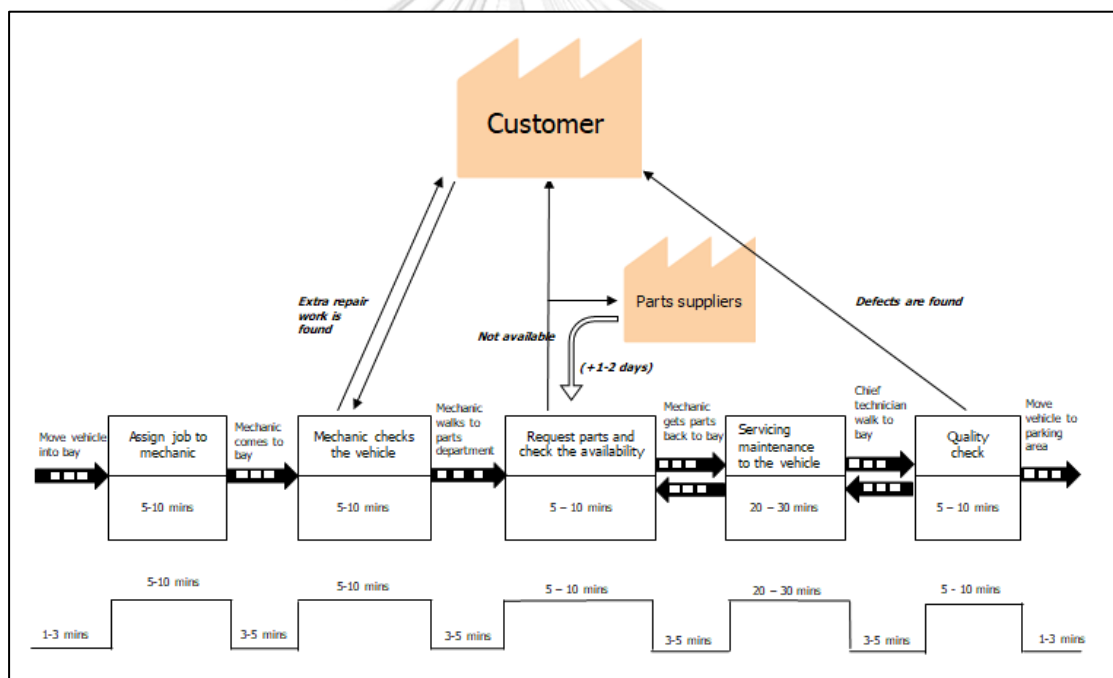 Customer
Parts suppliers
Extra repair
work is
found
Not available
(+1-2 days)
Defects are found
Move vehicle
into bay
Assign job to
mechanic
5-10 mins
Mechanic
comes to
bay
Mechanic checks
the vehicle
5-10 mins
Mechanic
walks to
parts
department
Request parts and
check the availability
5 – 10 mins
Mechanic
gets parts
back to bay
Servicing
maintenance
to the vehicle
20 – 30 mins
Chief
technician
walk to
bay
Quality
check
5 – 10 mins
Move
vehicle to
parking
area
1-3 mins
5-10 mins
3-5 mins
5-10 mins
3-5 mins
5 – 10 mins
3-5 mins
20 – 30 mins
3-5 mins
5 - 10 mins
1-3 mins